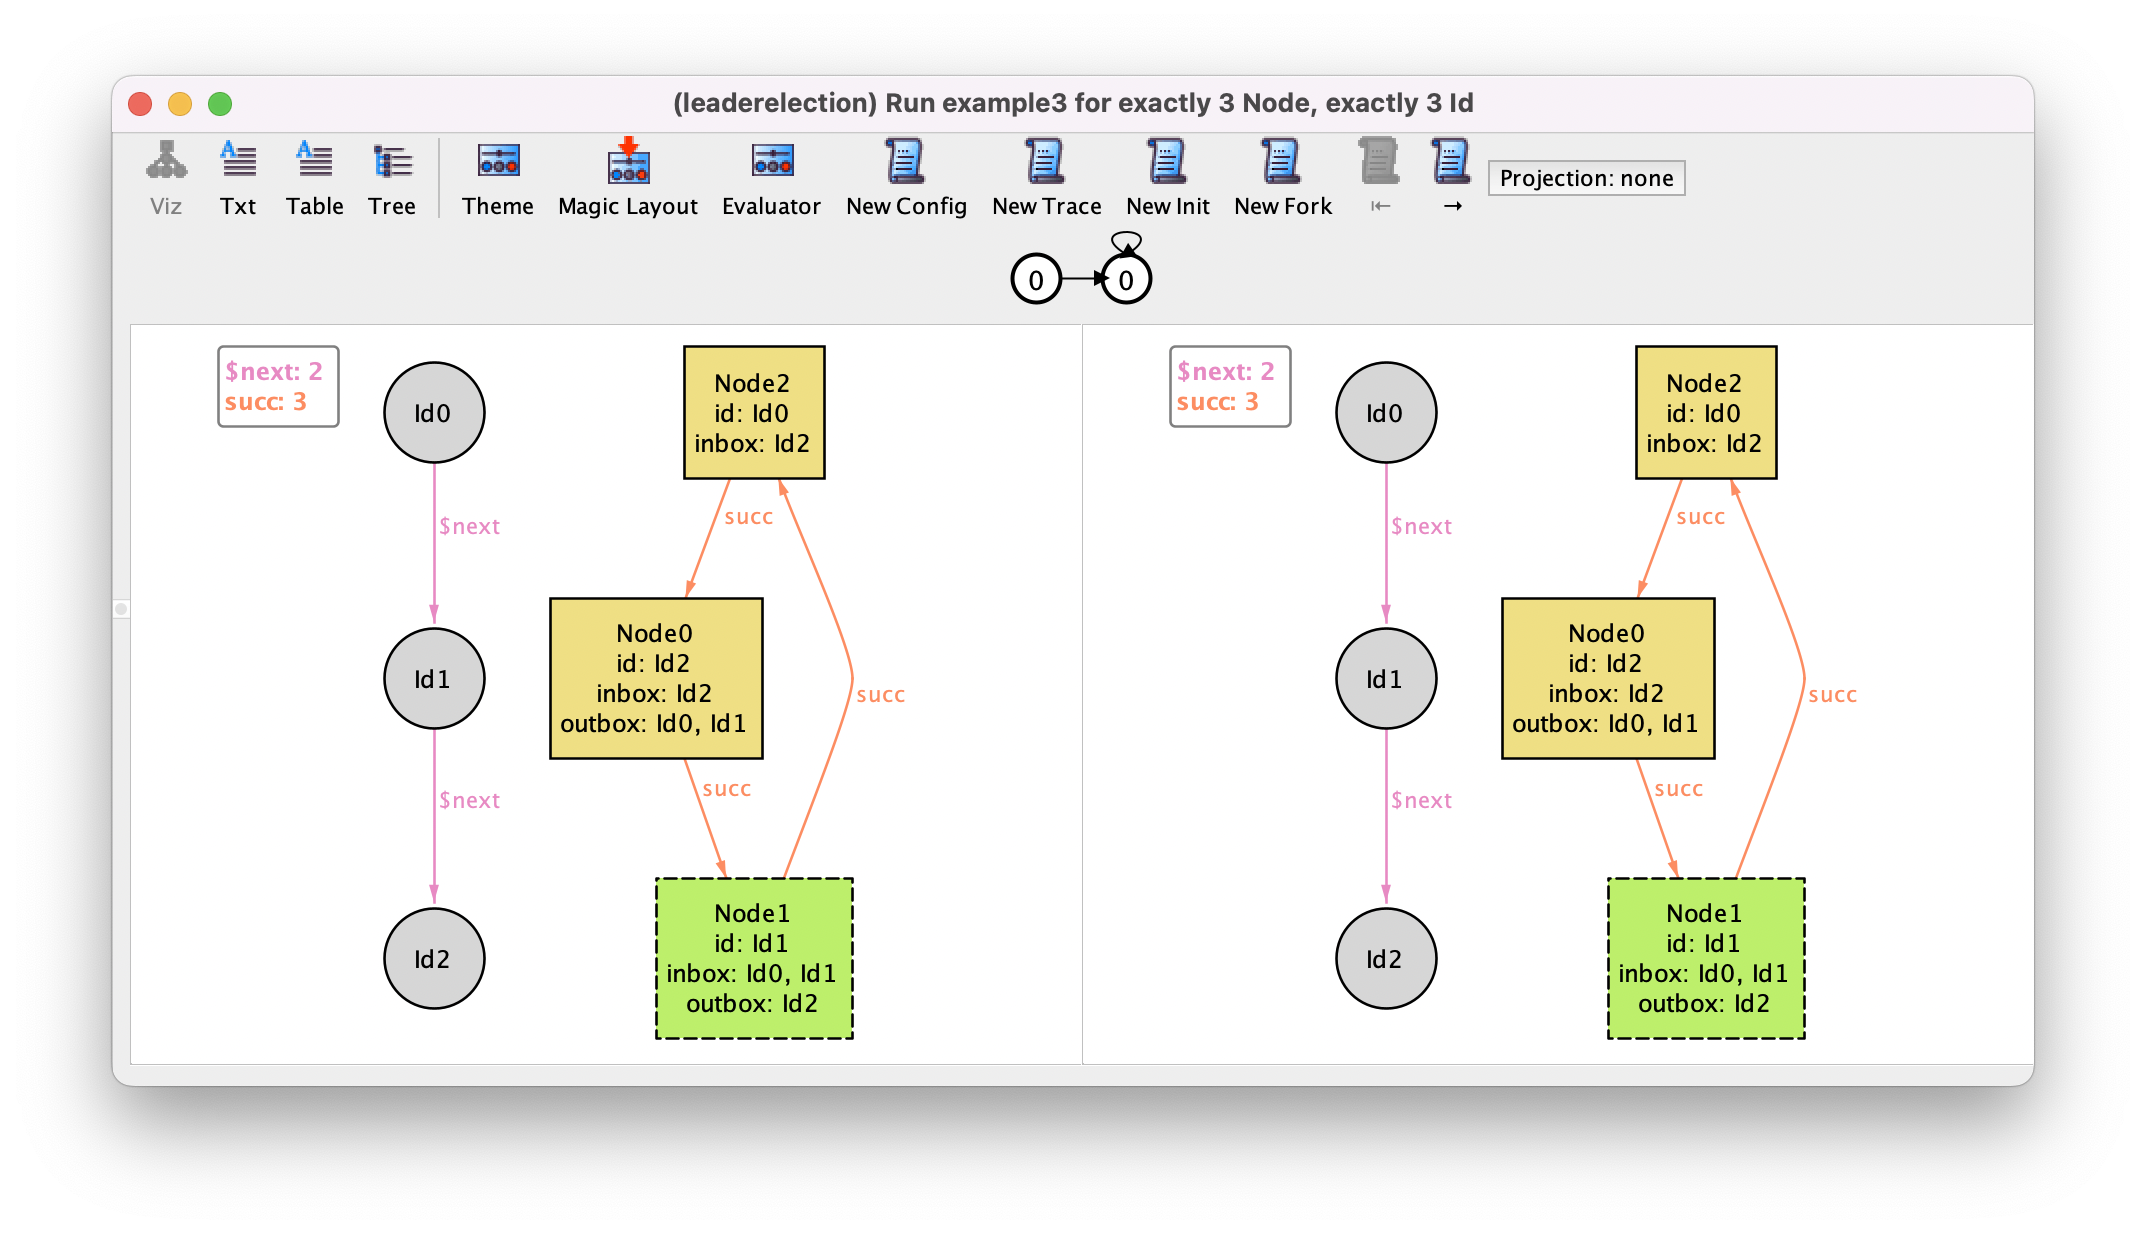 (leaderelection) Run example3 for exactly 3 Node, exactly 3 Id
Viz Txt Table Tree Theme Magic Layout Evaluator New Config New Trace New Init New Fork ⇤ → Projection: none
0 0
$next: 2
succ: 3
Id0
$next
Id1
$next
Id2
Node2
id: Id0
inbox: Id2
succ
Node0
id: Id2
inbox: Id2
outbox: Id0, Id1
succ
succ
Node1
id: Id1
inbox: Id0, Id1
outbox: Id2
$next: 2
succ: 3
Id0
$next
Id1
$next
Id2
Node2
id: Id0
inbox: Id2
succ
Node0
id: Id2
inbox: Id2
outbox: Id0, Id1
succ
succ
Node1
id: Id1
inbox: Id0, Id1
outbox: Id2